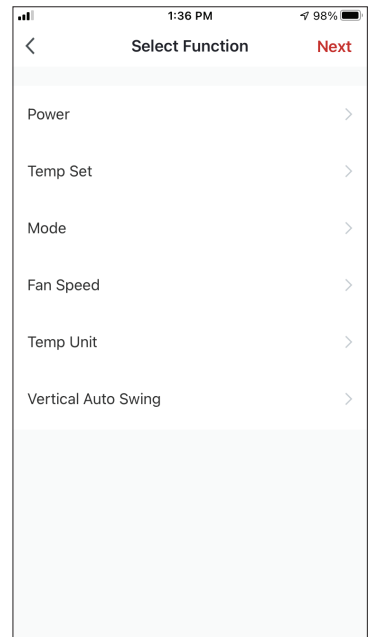 1:36 PM 98%
Select Function Next
Power
Temp Set
Mode
Fan Speed
Temp Unit
Vertical Auto Swing